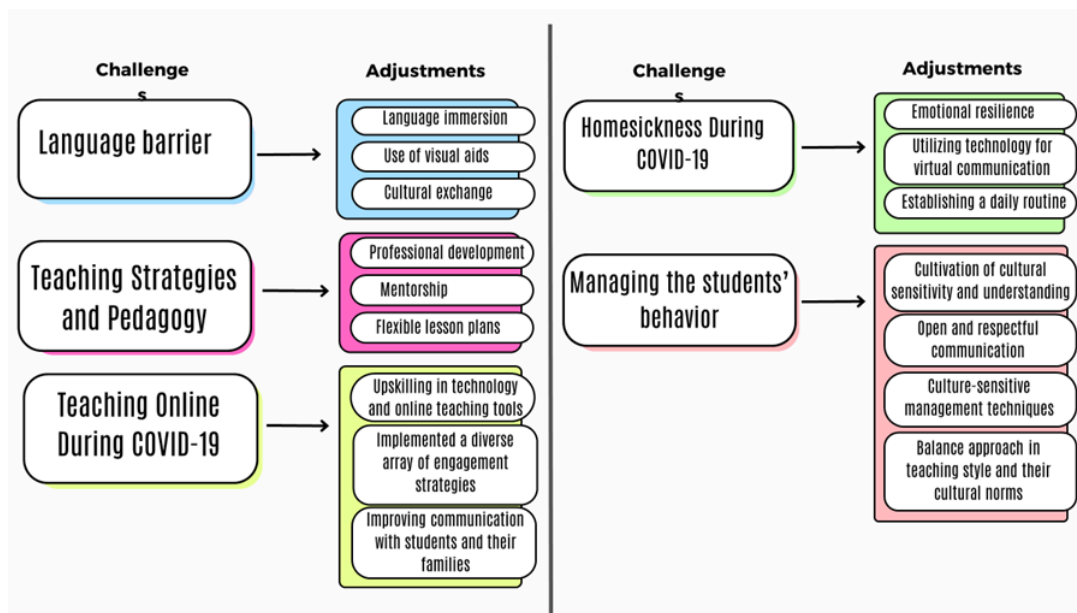 Challenge
s
Adjustments
Language barrier
Language immersion
Use of visual aids
Cultural exchange
Teaching Strategies
and Pedagogy
Professional development
Mentorship
Flexible lesson plans
Teaching Online
During COVID-19
Upskilling in technology
and online teaching tools
Implemented a diverse
array of engagement
strategies
Improving communication
with students and their
families
Challenge
s
Adjustments
Homesickness During
COVID-19
Emotional resilience
Utilizing technology for
virtual communication
Establishing a daily routine
Managing the students’
behavior
Cultivation of cultural
sensitivity and understanding
Open and respectful
communication
Culture-sensitive
management techniques
Balance approach in
teaching style and their
cultural norms